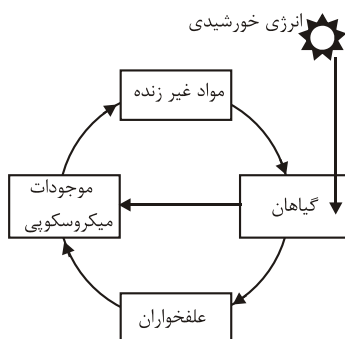 انرژی خورشیدی
مواد غیر زنده
گیاهان
موجودات
میکروسکوپی
علفخواران